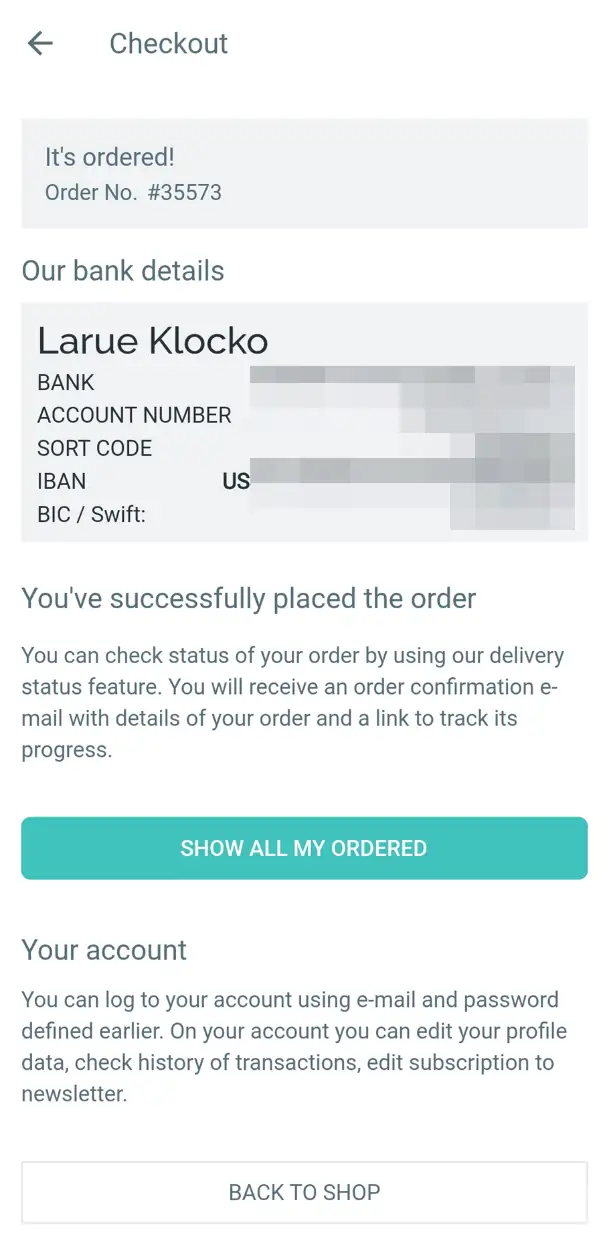 Checkout
It's ordered!
Order No. #35573
Our bank details
Larue Klocko
BANK
ACCOUNT NUMBER
SORT CODE
IBAN US
BIC / Swift:
You've successfully placed the order
You can check status of your order by using our delivery
status feature. You will receive an order confirmation e-
mail with details of your order and a link to track its
progress.
SHOW ALL MY ORDERED
Your account
You can log to your account using e-mail and password
defined earlier. On your account you can edit your profile
data, check history of transactions, edit subscription to
newsletter.
BACK TO SHOP